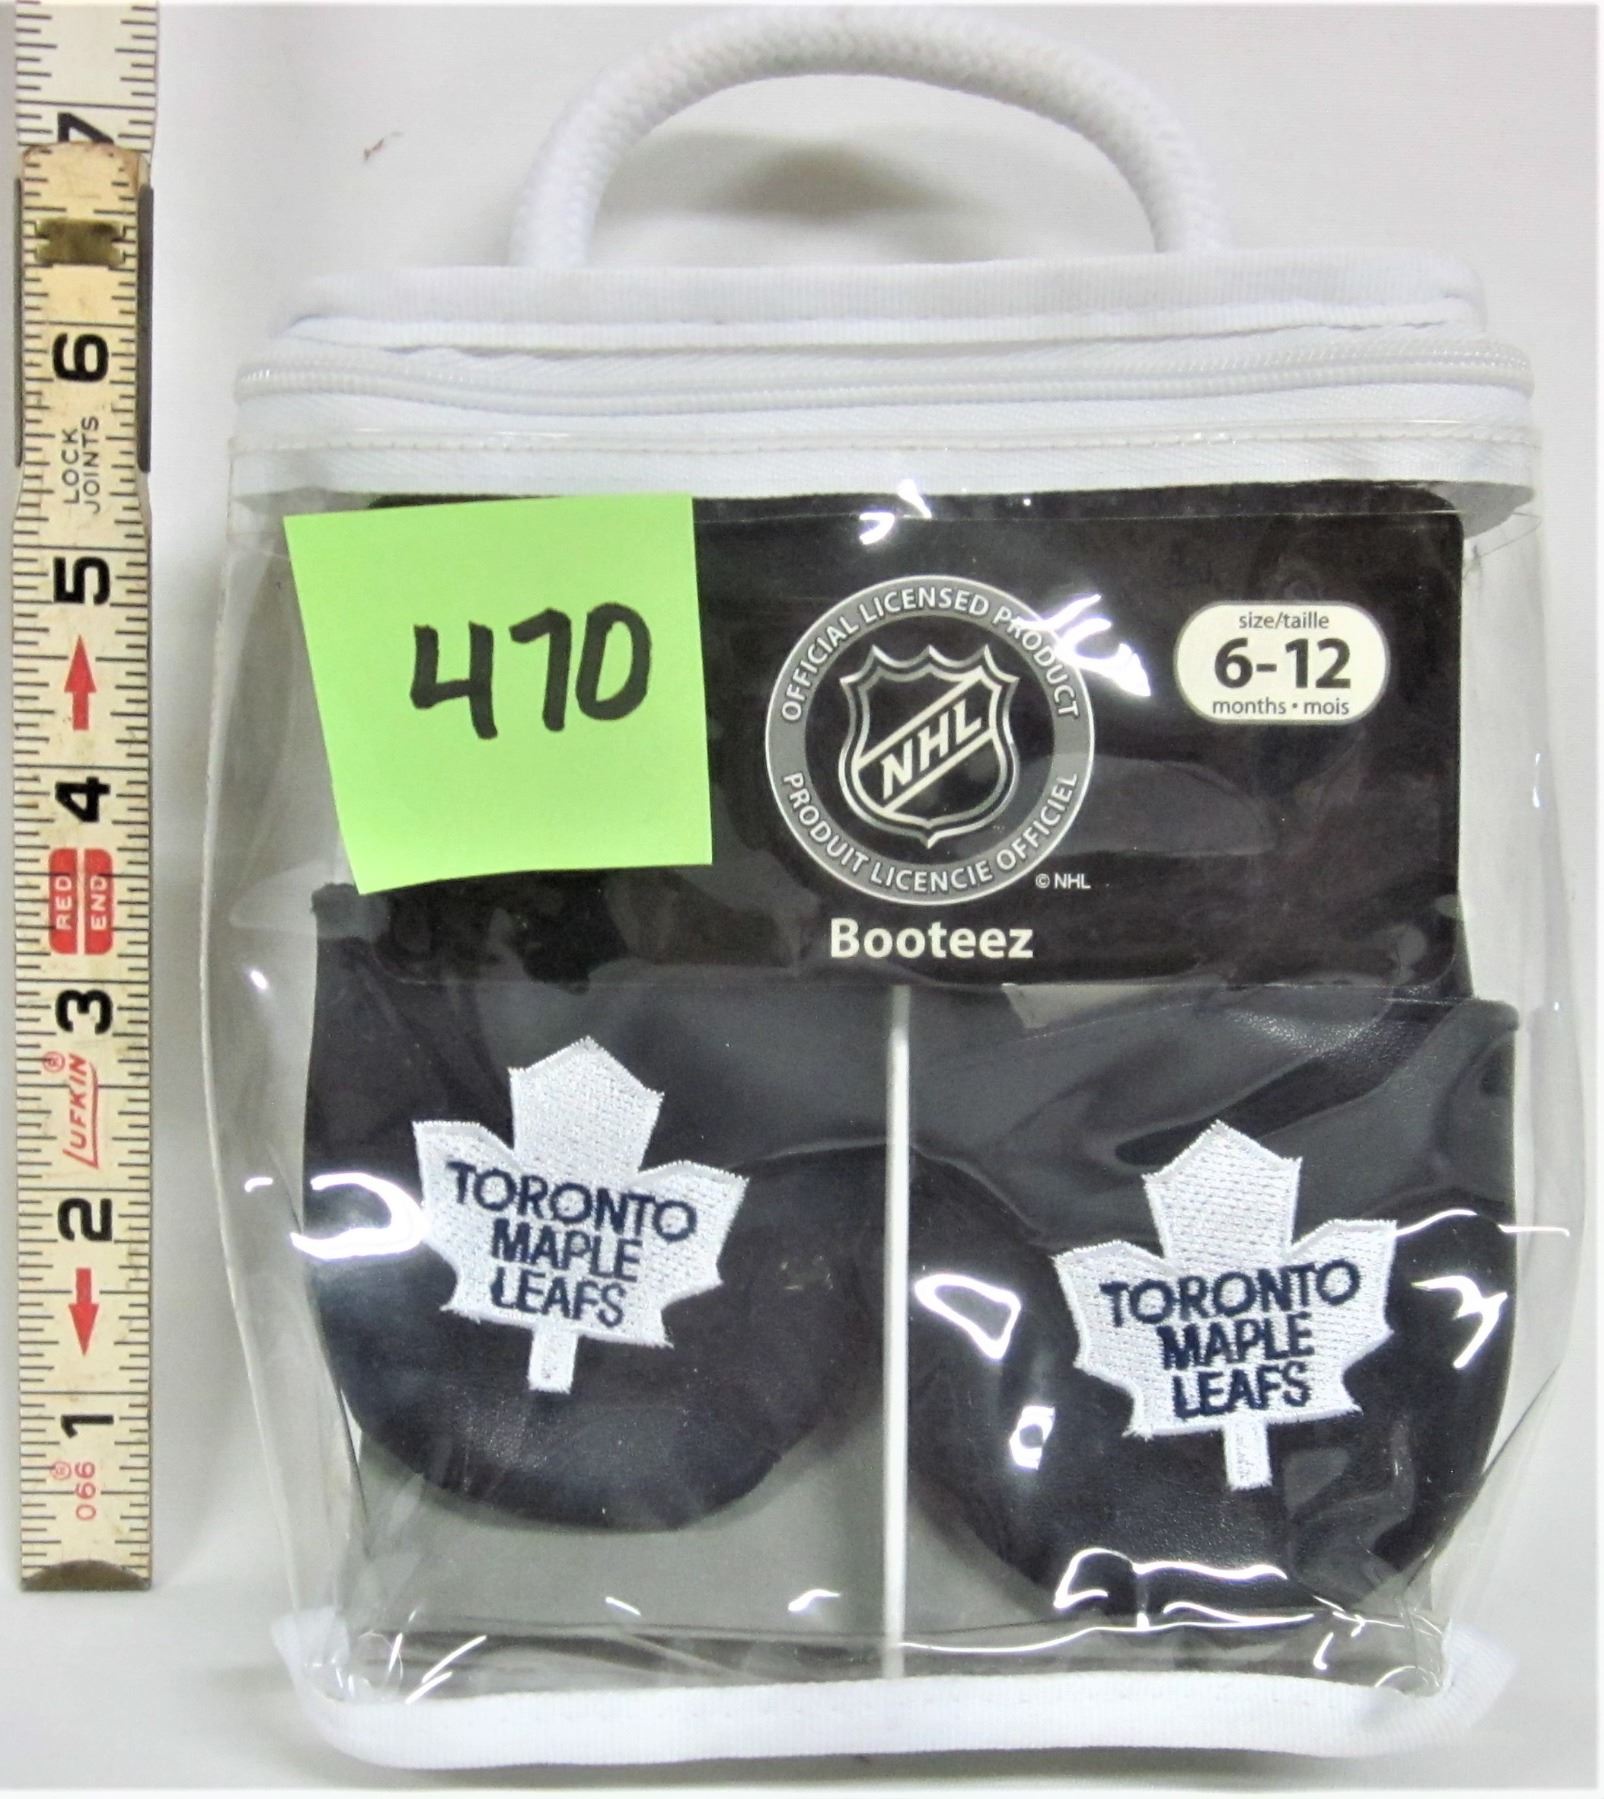 7
6
LOCK
JOINTS
5
4
RED
END
3
LUFKIN®
2
1
066®
470
OFFICIAL LICENSED PRODUCT
NHL
PRODUIT LICENCIE OFFICIEL
© NHL
size/taille
6-12
months • mois
Booteez
TORONTO
MAPLE
LEAFS
TORONTO
MAPLE
LEAFS